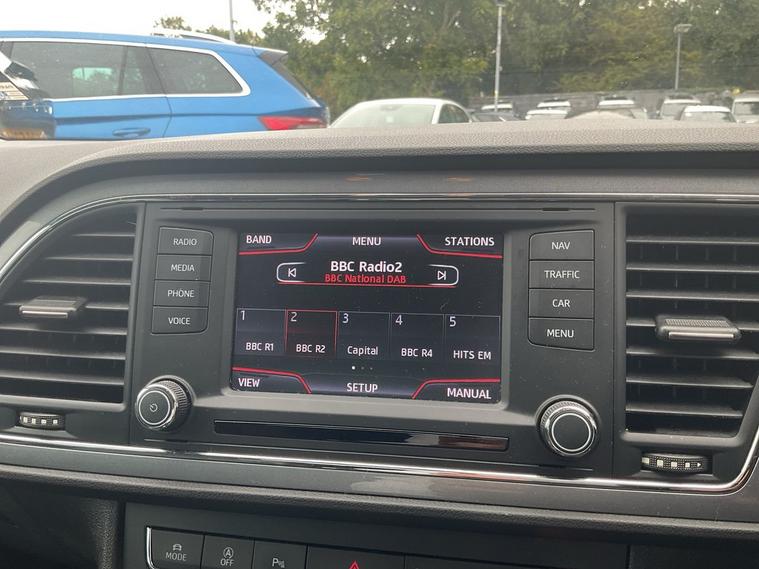 BAND MENU STATIONS
BBC Radio2
BBC National DAB
1 2 3 4 5
BBC R1 BBC R2 Capital BBC R4 HITS EM
VIEW SETUP MANUAL
RADIO
MEDIA
PHONE
VOICE
NAV
TRAFFIC
CAR
MENU
MODE
A
OFF
P